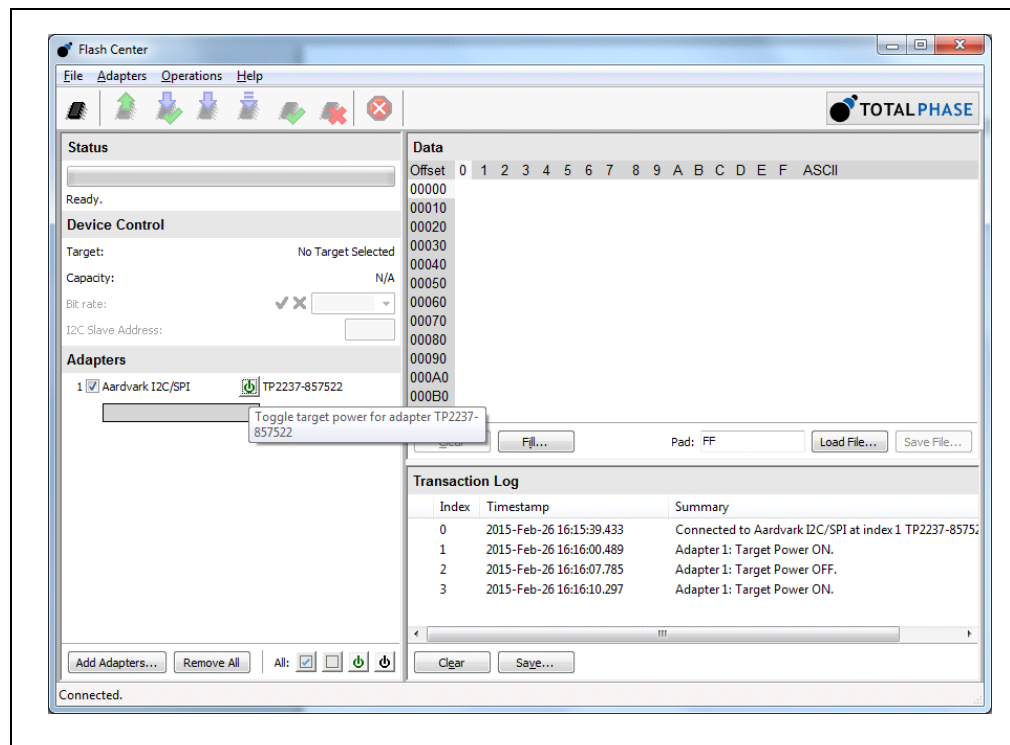 Flash Center
File Adapters Operations Help
TOTALPHASE
Status
Ready.
Device Control
Target: No Target Selected
Capacity: N/A
Bit rate:
I2C Slave Address:
Adapters
1 Aardvark I2C/SPI TP2237-857522
Toggle target power for adapter TP2237-
857522
Add Adapters... Remove All All:
Connected.
Data
Offset 0 1 2 3 4 5 6 7 8 9 A B C D E F ASCII
00000
00010
00020
00030
00040
00050
00060
00070
00080
00090
000A0
000B0
Fill... Pad: FF Load File... Save File...
Transaction Log
Index Timestamp Summary
0 2015-Feb-26 16:15:39.433 Connected to Aardvark I2C/SPI at index 1 TP2237-85752
1 2015-Feb-26 16:16:00.489 Adapter 1: Target Power ON.
2 2015-Feb-26 16:16:07.785 Adapter 1: Target Power OFF.
3 2015-Feb-26 16:16:10.297 Adapter 1: Target Power ON.
Clear Save...